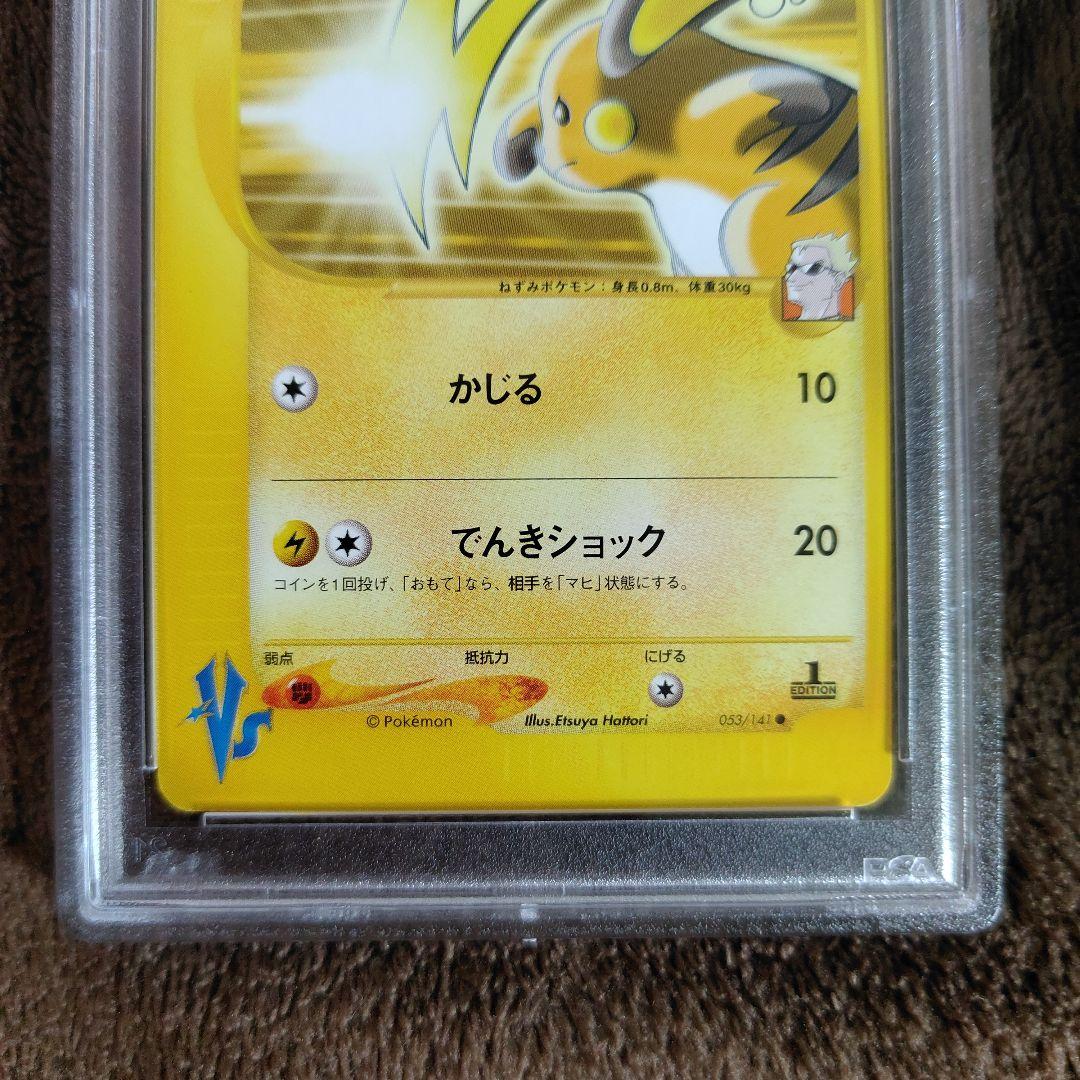 ねずみポケモン：身長0.8m、体重30kg
かじる 10
でんきショック 20
コインを1回投げ、「おもて」なら、相手を「マヒ」状態にする。
弱点 抵抗力 にげる
1 EDITION
VS
© Pokémon Illus.Etsuya Hattori 053/141
PSA